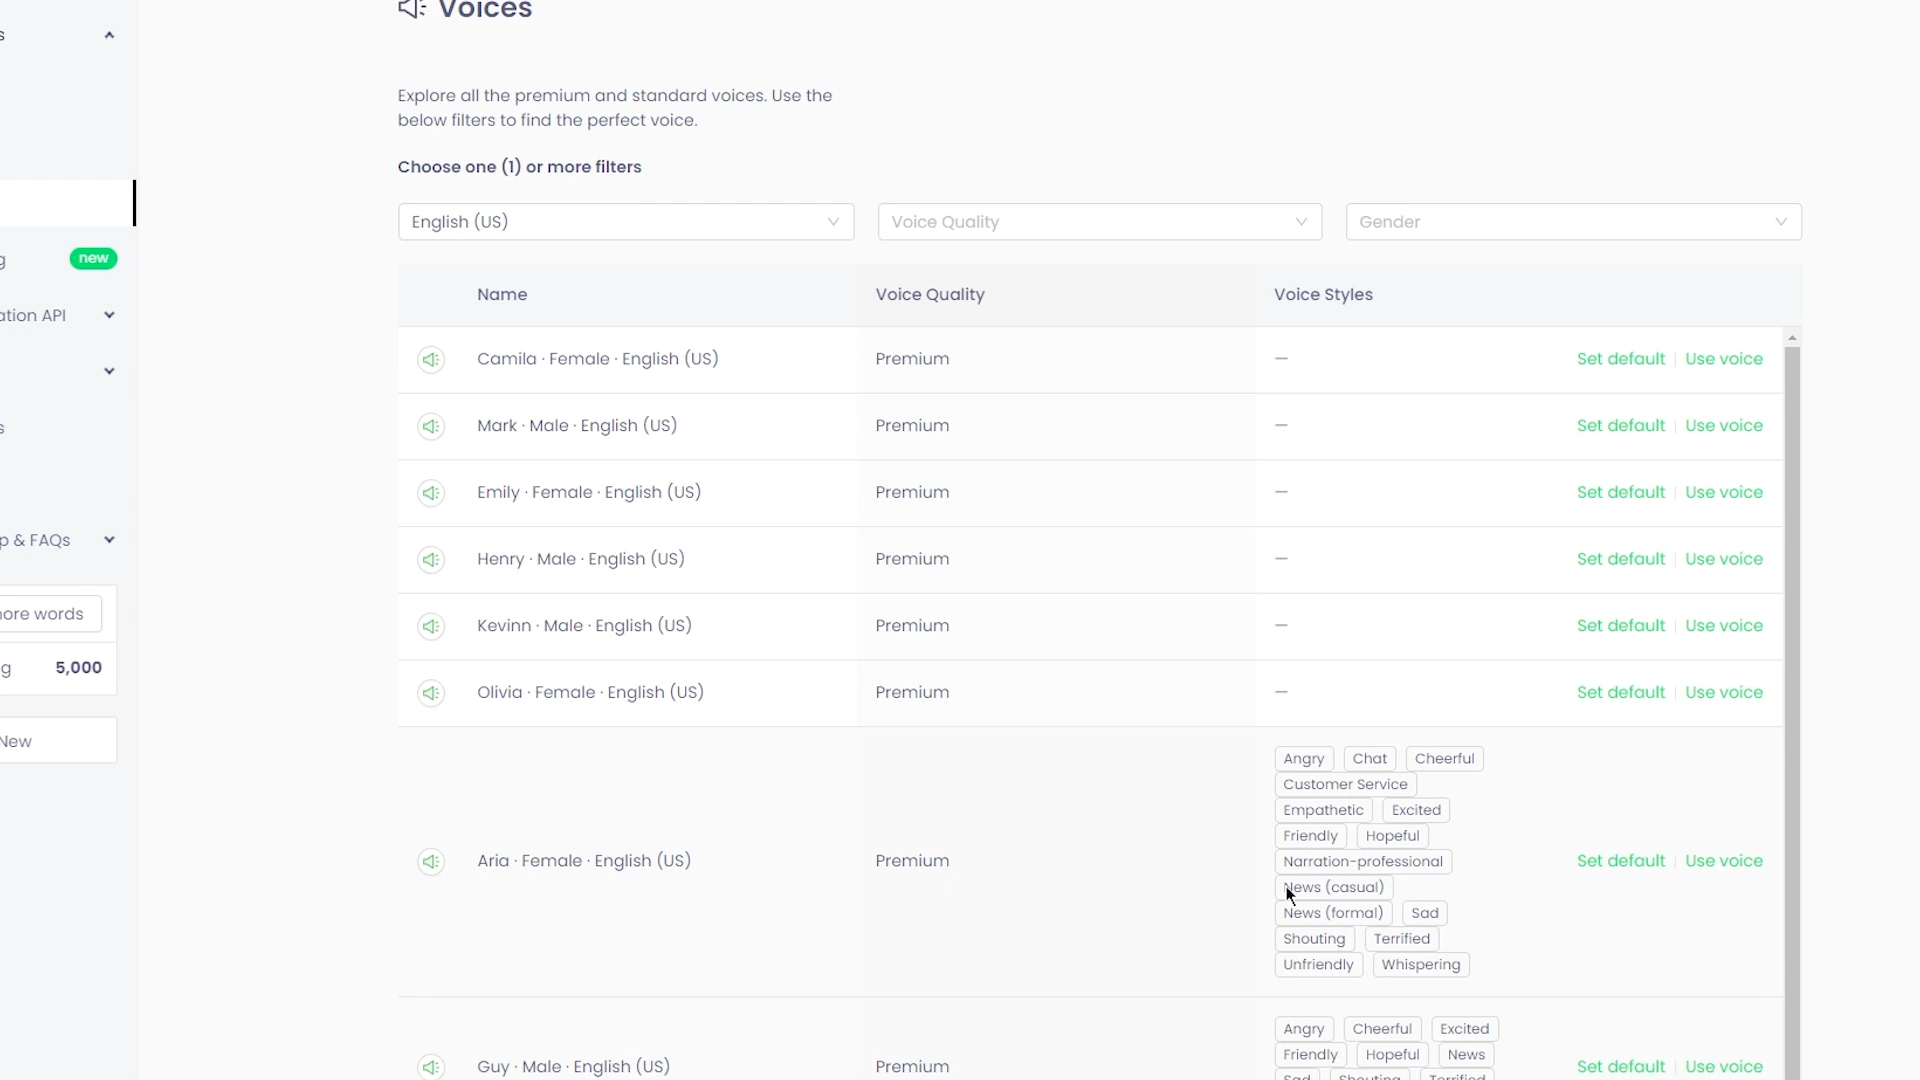 Voices
s
Explore all the premium and standard voices. Use the
below filters to find the perfect voice.
Choose one (1) or more filters
English (US) Voice Quality Gender
g new
ation API
s
p & FAQs
nore words
g 5,000
New
Name Voice Quality Voice Styles
Camila · Female · English (US) Premium — Set default Use voice
Mark · Male · English (US) Premium — Set default Use voice
Emily · Female · English (US) Premium — Set default Use voice
Henry · Male · English (US) Premium — Set default Use voice
Kevinn · Male · English (US) Premium — Set default Use voice
Olivia · Female · English (US) Premium — Set default Use voice
Aria · Female · English (US) Premium
Angry Chat Cheerful
Customer Service
Empathetic Excited
Friendly Hopeful
Narration-professional
News (casual)
News (formal) Sad
Shouting Terrified
Unfriendly Whispering
Set default Use voice
Guy · Male · English (US) Premium
Angry Cheerful Excited
Friendly Hopeful News
Sad Shouting Terrified
Set default Use voice